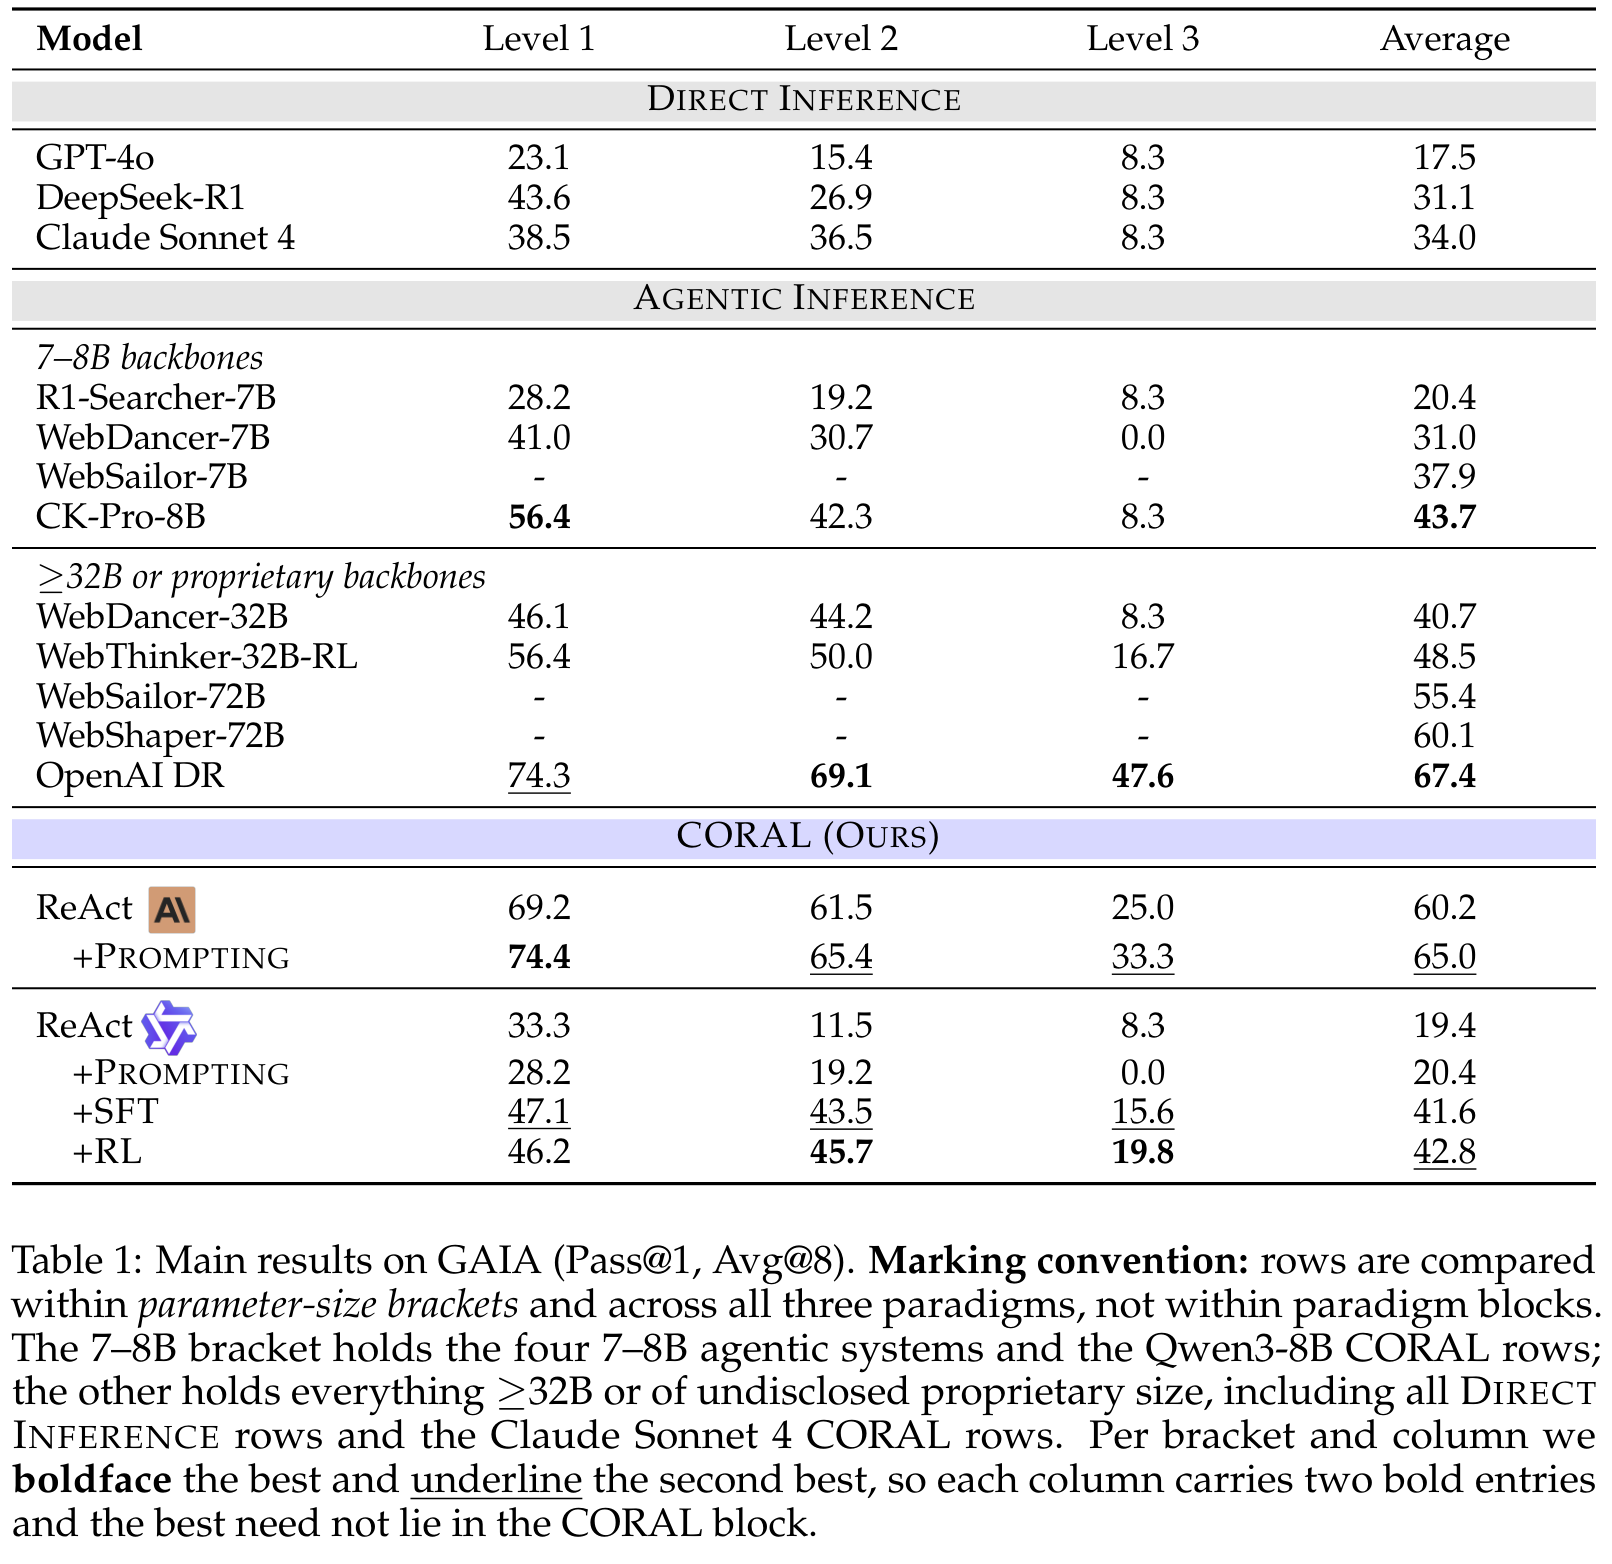 Model Level 1 Level 2 Level 3 Average
DIRECT INFERENCE
GPT-4o 23.1 15.4 8.3 17.5
DeepSeek-R1 43.6 26.9 8.3 31.1
Claude Sonnet 4 38.5 36.5 8.3 34.0
AGENTIC INFERENCE
7–8B backbones
R1-Searcher-7B 28.2 19.2 8.3 20.4
WebDancer-7B 41.0 30.7 0.0 31.0
WebSailor-7B - - - 37.9
CK-Pro-8B 56.4 42.3 8.3 43.7
≥32B or proprietary backbones
WebDancer-32B 46.1 44.2 8.3 40.7
WebThinker-32B-RL 56.4 50.0 16.7 48.5
WebSailor-72B - - - 55.4
WebShaper-72B - - - 60.1
OpenAI DR 74.3 69.1 47.6 67.4
CORAL (OURS)
ReAct A\ 69.2 61.5 25.0 60.2
+PROMPTING 74.4 65.4 33.3 65.0
ReAct 33.3 11.5 8.3 19.4
+PROMPTING 28.2 19.2 0.0 20.4
+SFT 47.1 43.5 15.6 41.6
+RL 46.2 45.7 19.8 42.8
Table 1: Main results on GAIA (Pass@1, Avg@8). Marking convention: rows are compared
within parameter-size brackets and across all three paradigms, not within paradigm blocks.
The 7–8B bracket holds the four 7–8B agentic systems and the Qwen3-8B CORAL rows;
the other holds everything ≥32B or of undisclosed proprietary size, including all DIRECT
INFERENCE rows and the Claude Sonnet 4 CORAL rows. Per bracket and column we
boldface the best and underline the second best, so each column carries two bold entries
and the best need not lie in the CORAL block.